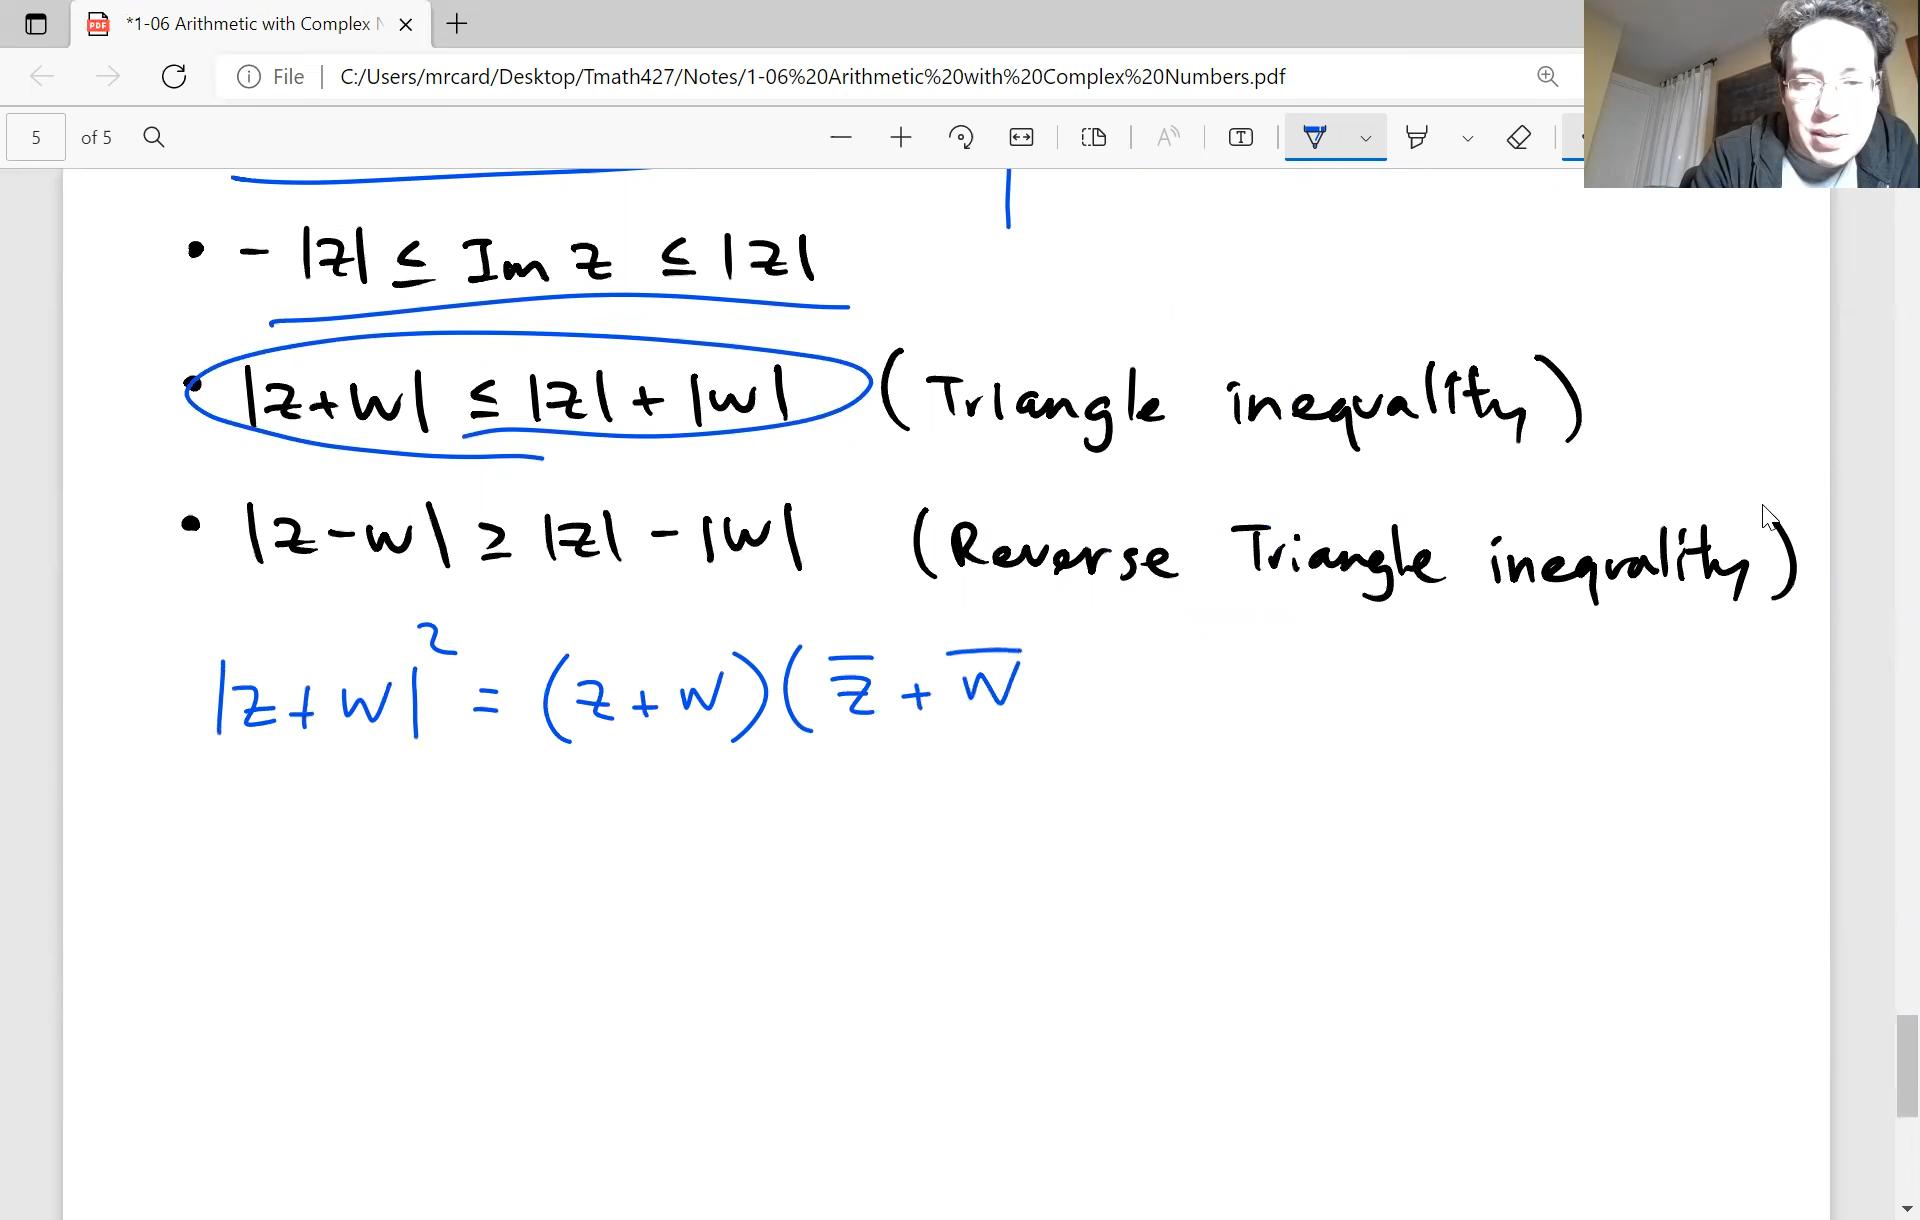 *1-06 Arithmetic with Complex N
File | C:/Users/mrcard/Desktop/Tmath427/Notes/1-06%20Arithmetic%20with%20Complex%20Numbers.pdf
5 of 5
• - |z| ≤ Im z ≤ |z|
• |z+w| ≤ |z| + |w| (Triangle inequality)
• |z-w| ≥ |z| - |w| (Reverse Triangle inequality)
|z+w|² = (z+w)(z̅ + w̅